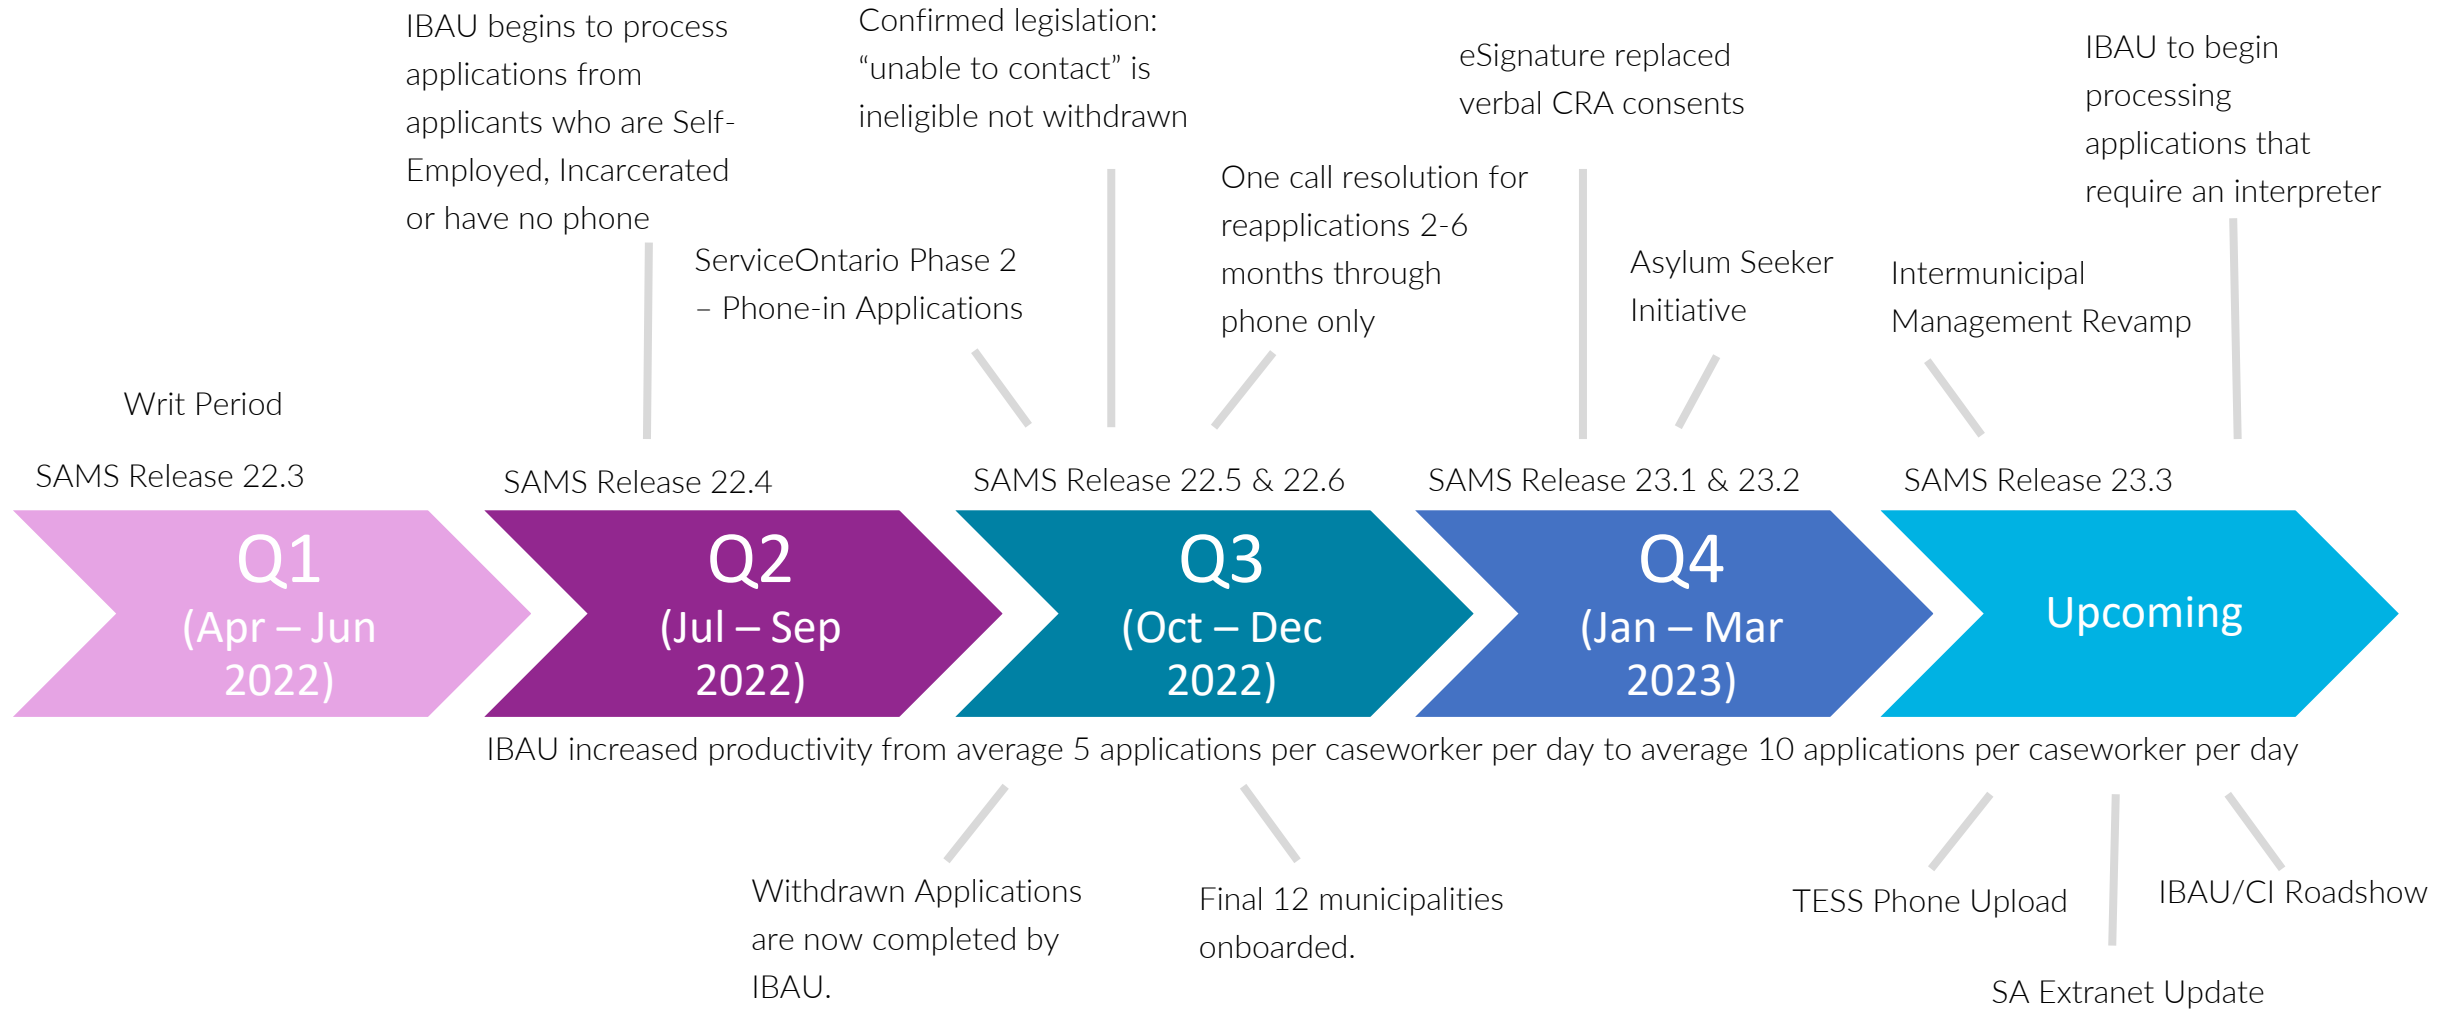 IBAU begins to process
applications from
applicants who are Self-
Employed, Incarcerated
or have no phone
Confirmed legislation:
“unable to contact” is
ineligible not withdrawn
eSignature replaced
verbal CRA consents
IBAU to begin
processing
applications that
require an interpreter
One call resolution for
reapplications 2-6
months through
phone only
ServiceOntario Phase 2
– Phone-in Applications
Asylum Seeker
Initiative
Intermunicipal
Management Revamp
Writ Period
SAMS Release 22.3
SAMS Release 22.4
SAMS Release 22.5 & 22.6
SAMS Release 23.1 & 23.2
SAMS Release 23.3
Q1
(Apr – Jun
2022)
Q2
(Jul – Sep
2022)
Q3
(Oct – Dec
2022)
Q4
(Jan – Mar
2023)
Upcoming
IBAU increased productivity from average 5 applications per caseworker per day to average 10 applications per caseworker per day
Withdrawn Applications
are now completed by
IBAU.
Final 12 municipalities
onboarded.
TESS Phone Upload
IBAU/CI Roadshow
SA Extranet Update